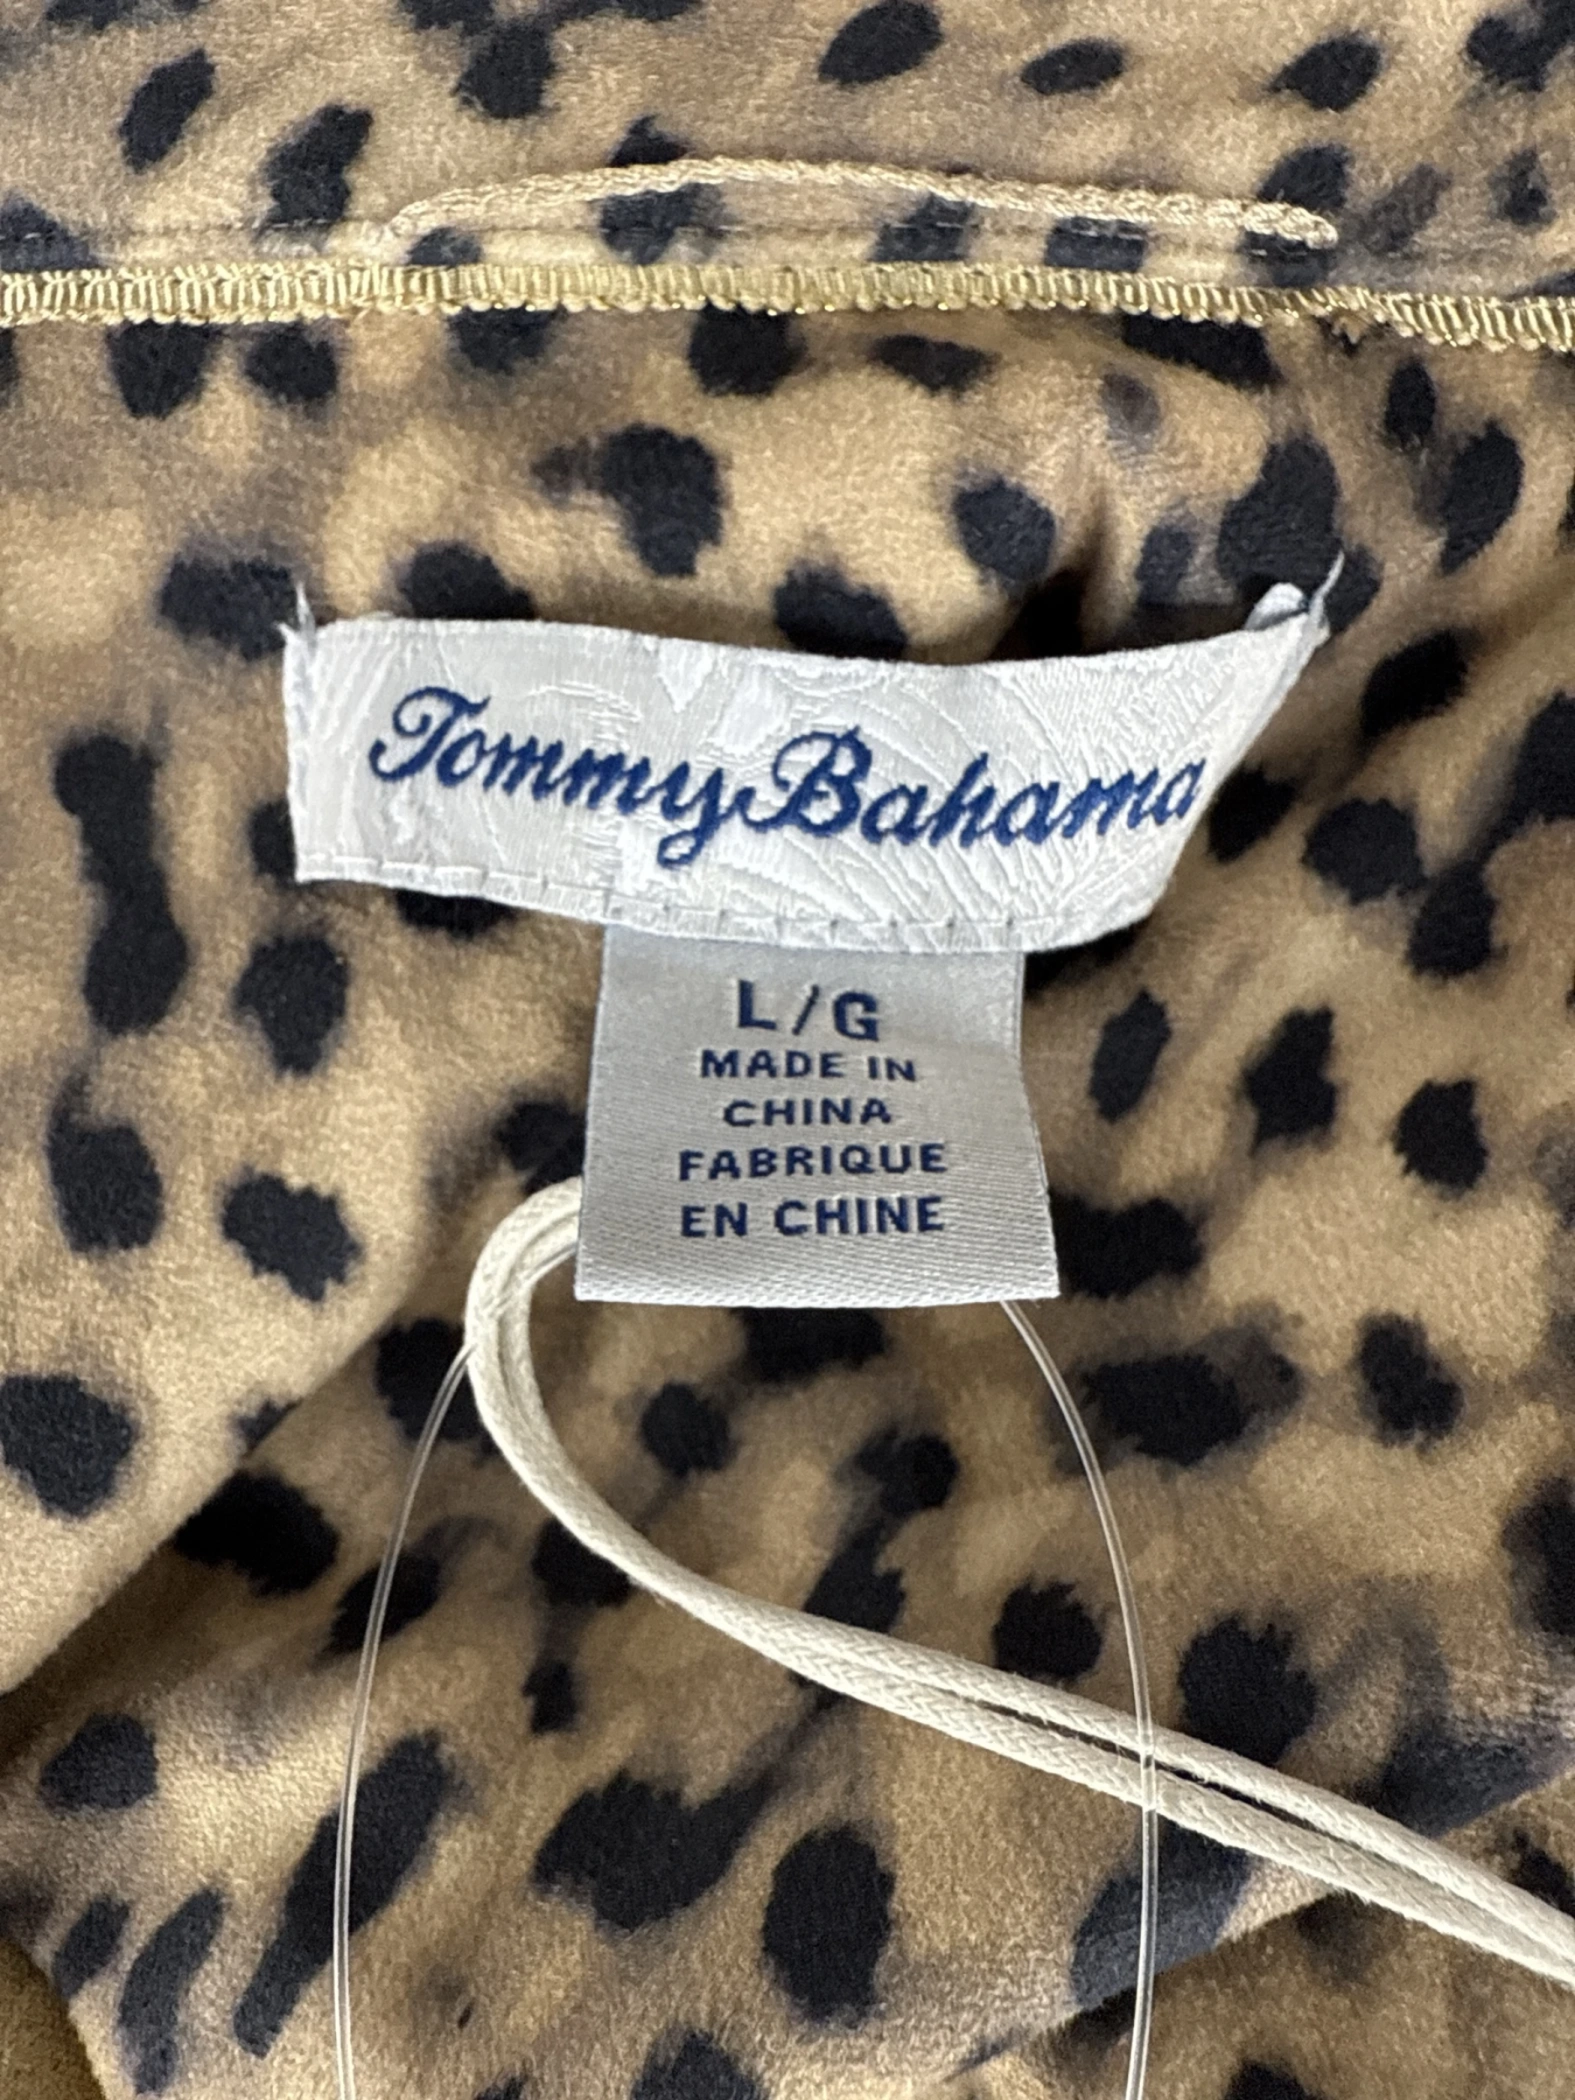 Tommy Bahama
L/G
MADE IN
CHINA
FABRIQUE
EN CHINE